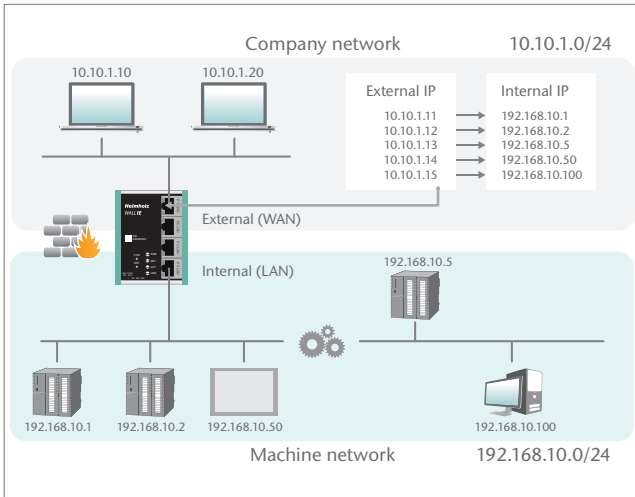 Company network 10.10.1.0/24
10.10.1.10
10.10.1.20
External IP
Internal IP
10.10.1.11 192.168.10.1
10.10.1.12 192.168.10.2
10.10.1.13 192.168.10.5
10.10.1.14 192.168.10.50
10.10.1.15 192.168.10.100
Helmholz
WALL IE
External (WAN)
Internal (LAN)
192.168.10.5
192.168.10.1
192.168.10.2
192.168.10.50
192.168.10.100
Machine network 192.168.10.0/24